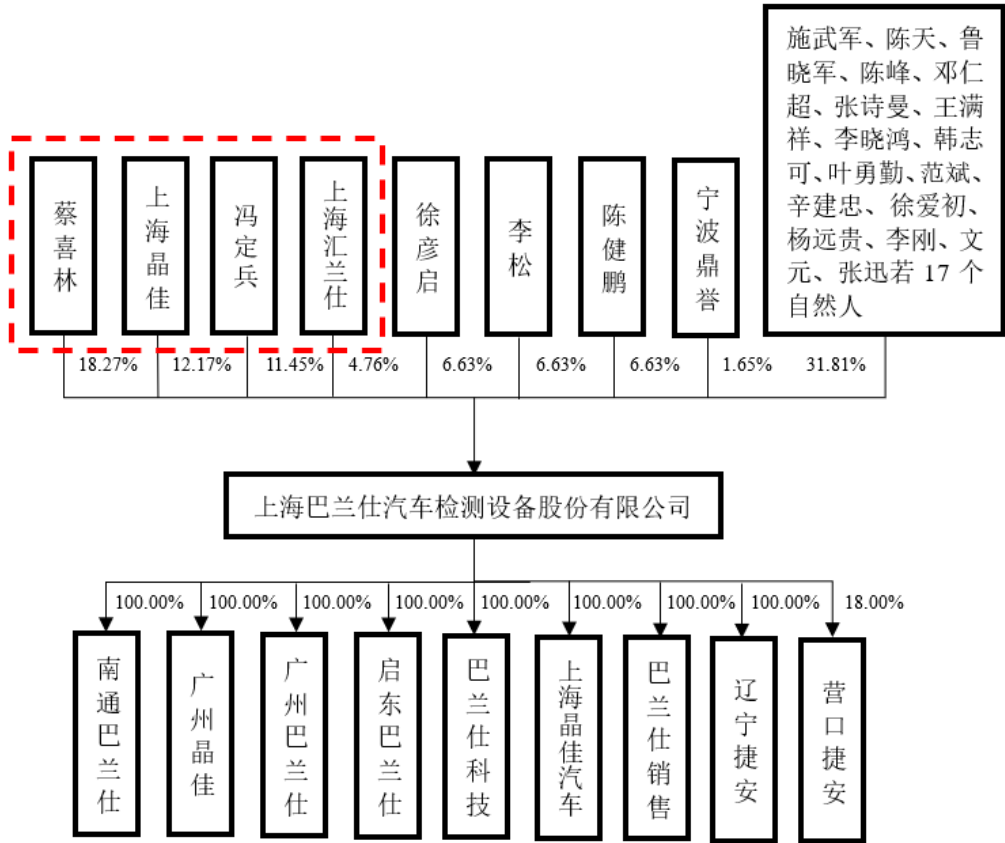 施武军、陈天、鲁
晓军、陈峰、邓仁
超、张诗曼、王满
祥、李晓鸿、韩志
可、叶勇勤、范斌、
辛建忠、徐爱初、
杨远贵、李刚、文
元、张迅若 17 个
自然人
蔡喜林
上海晶佳
冯定兵
上海汇兰仕
徐彦启
李松
陈健鹏
宁波鼎誉
18.27%
12.17%
11.45%
4.76%
6.63%
6.63%
6.63%
1.65%
31.81%
上海巴兰仕汽车检测设备股份有限公司
100.00%
100.00%
100.00%
100.00%
100.00%
100.00%
100.00%
100.00%
18.00%
南通巴兰仕
广州晶佳
广州巴兰仕
启东巴兰仕
巴兰仕科技
上海晶佳汽车
巴兰仕销售
辽宁捷安
营口捷安